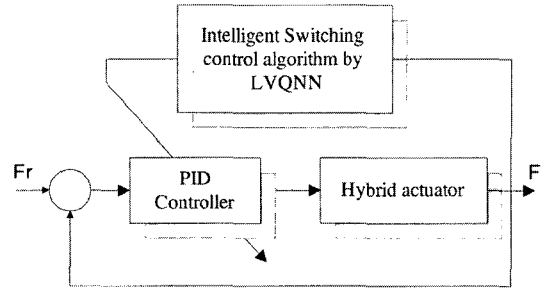 Intelligent Switching
control algorithm by
LVQNN
Fr
PID
Controller
Hybrid actuator
F